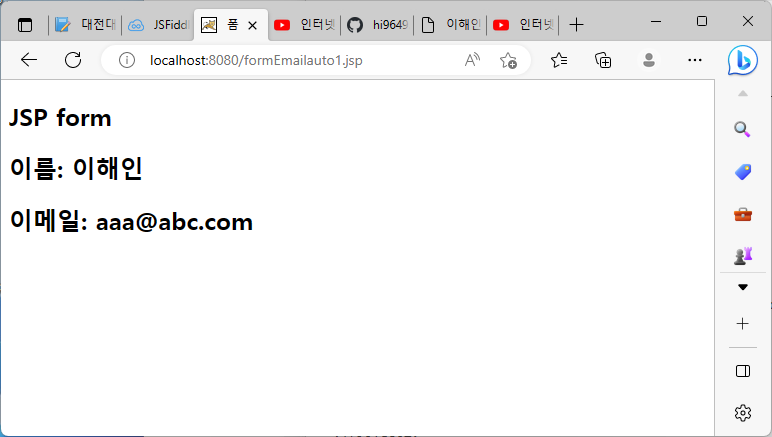 대전대
JSFiddl
폼
인터넷
hi9649
이해인
인터넷
localhost:8080/formEmailauto1.jsp
JSP form
이름: 이해인
이메일: aaa@abc.com